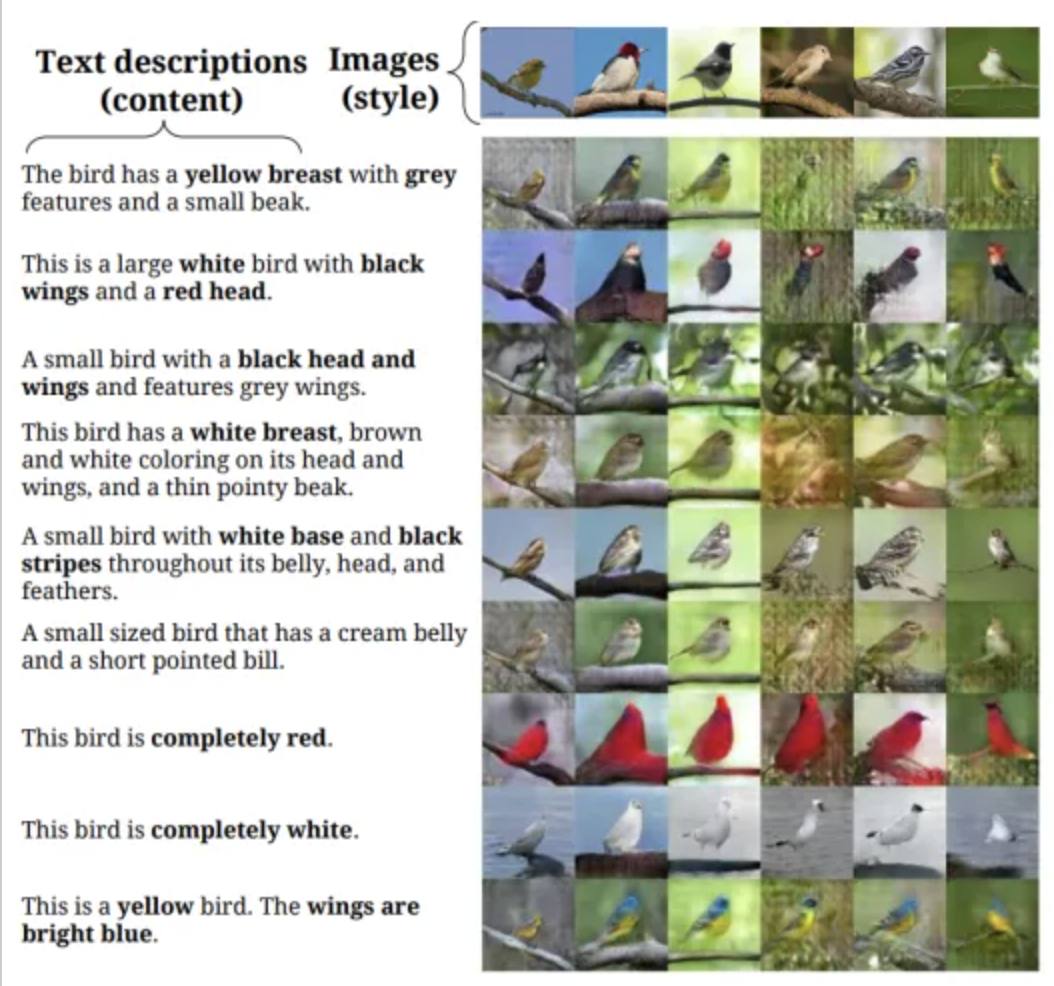 Text descriptions
(content)
Images
(style)
The bird has a yellow breast with grey
features and a small beak.
This is a large white bird with black
wings and a red head.
A small bird with a black head and
wings and features grey wings.
This bird has a white breast, brown
and white coloring on its head and
wings, and a thin pointy beak.
A small bird with white base and black
stripes throughout its belly, head, and
feathers.
A small sized bird that has a cream belly
and a short pointed bill.
This bird is completely red.
This bird is completely white.
This is a yellow bird. The wings are
bright blue.